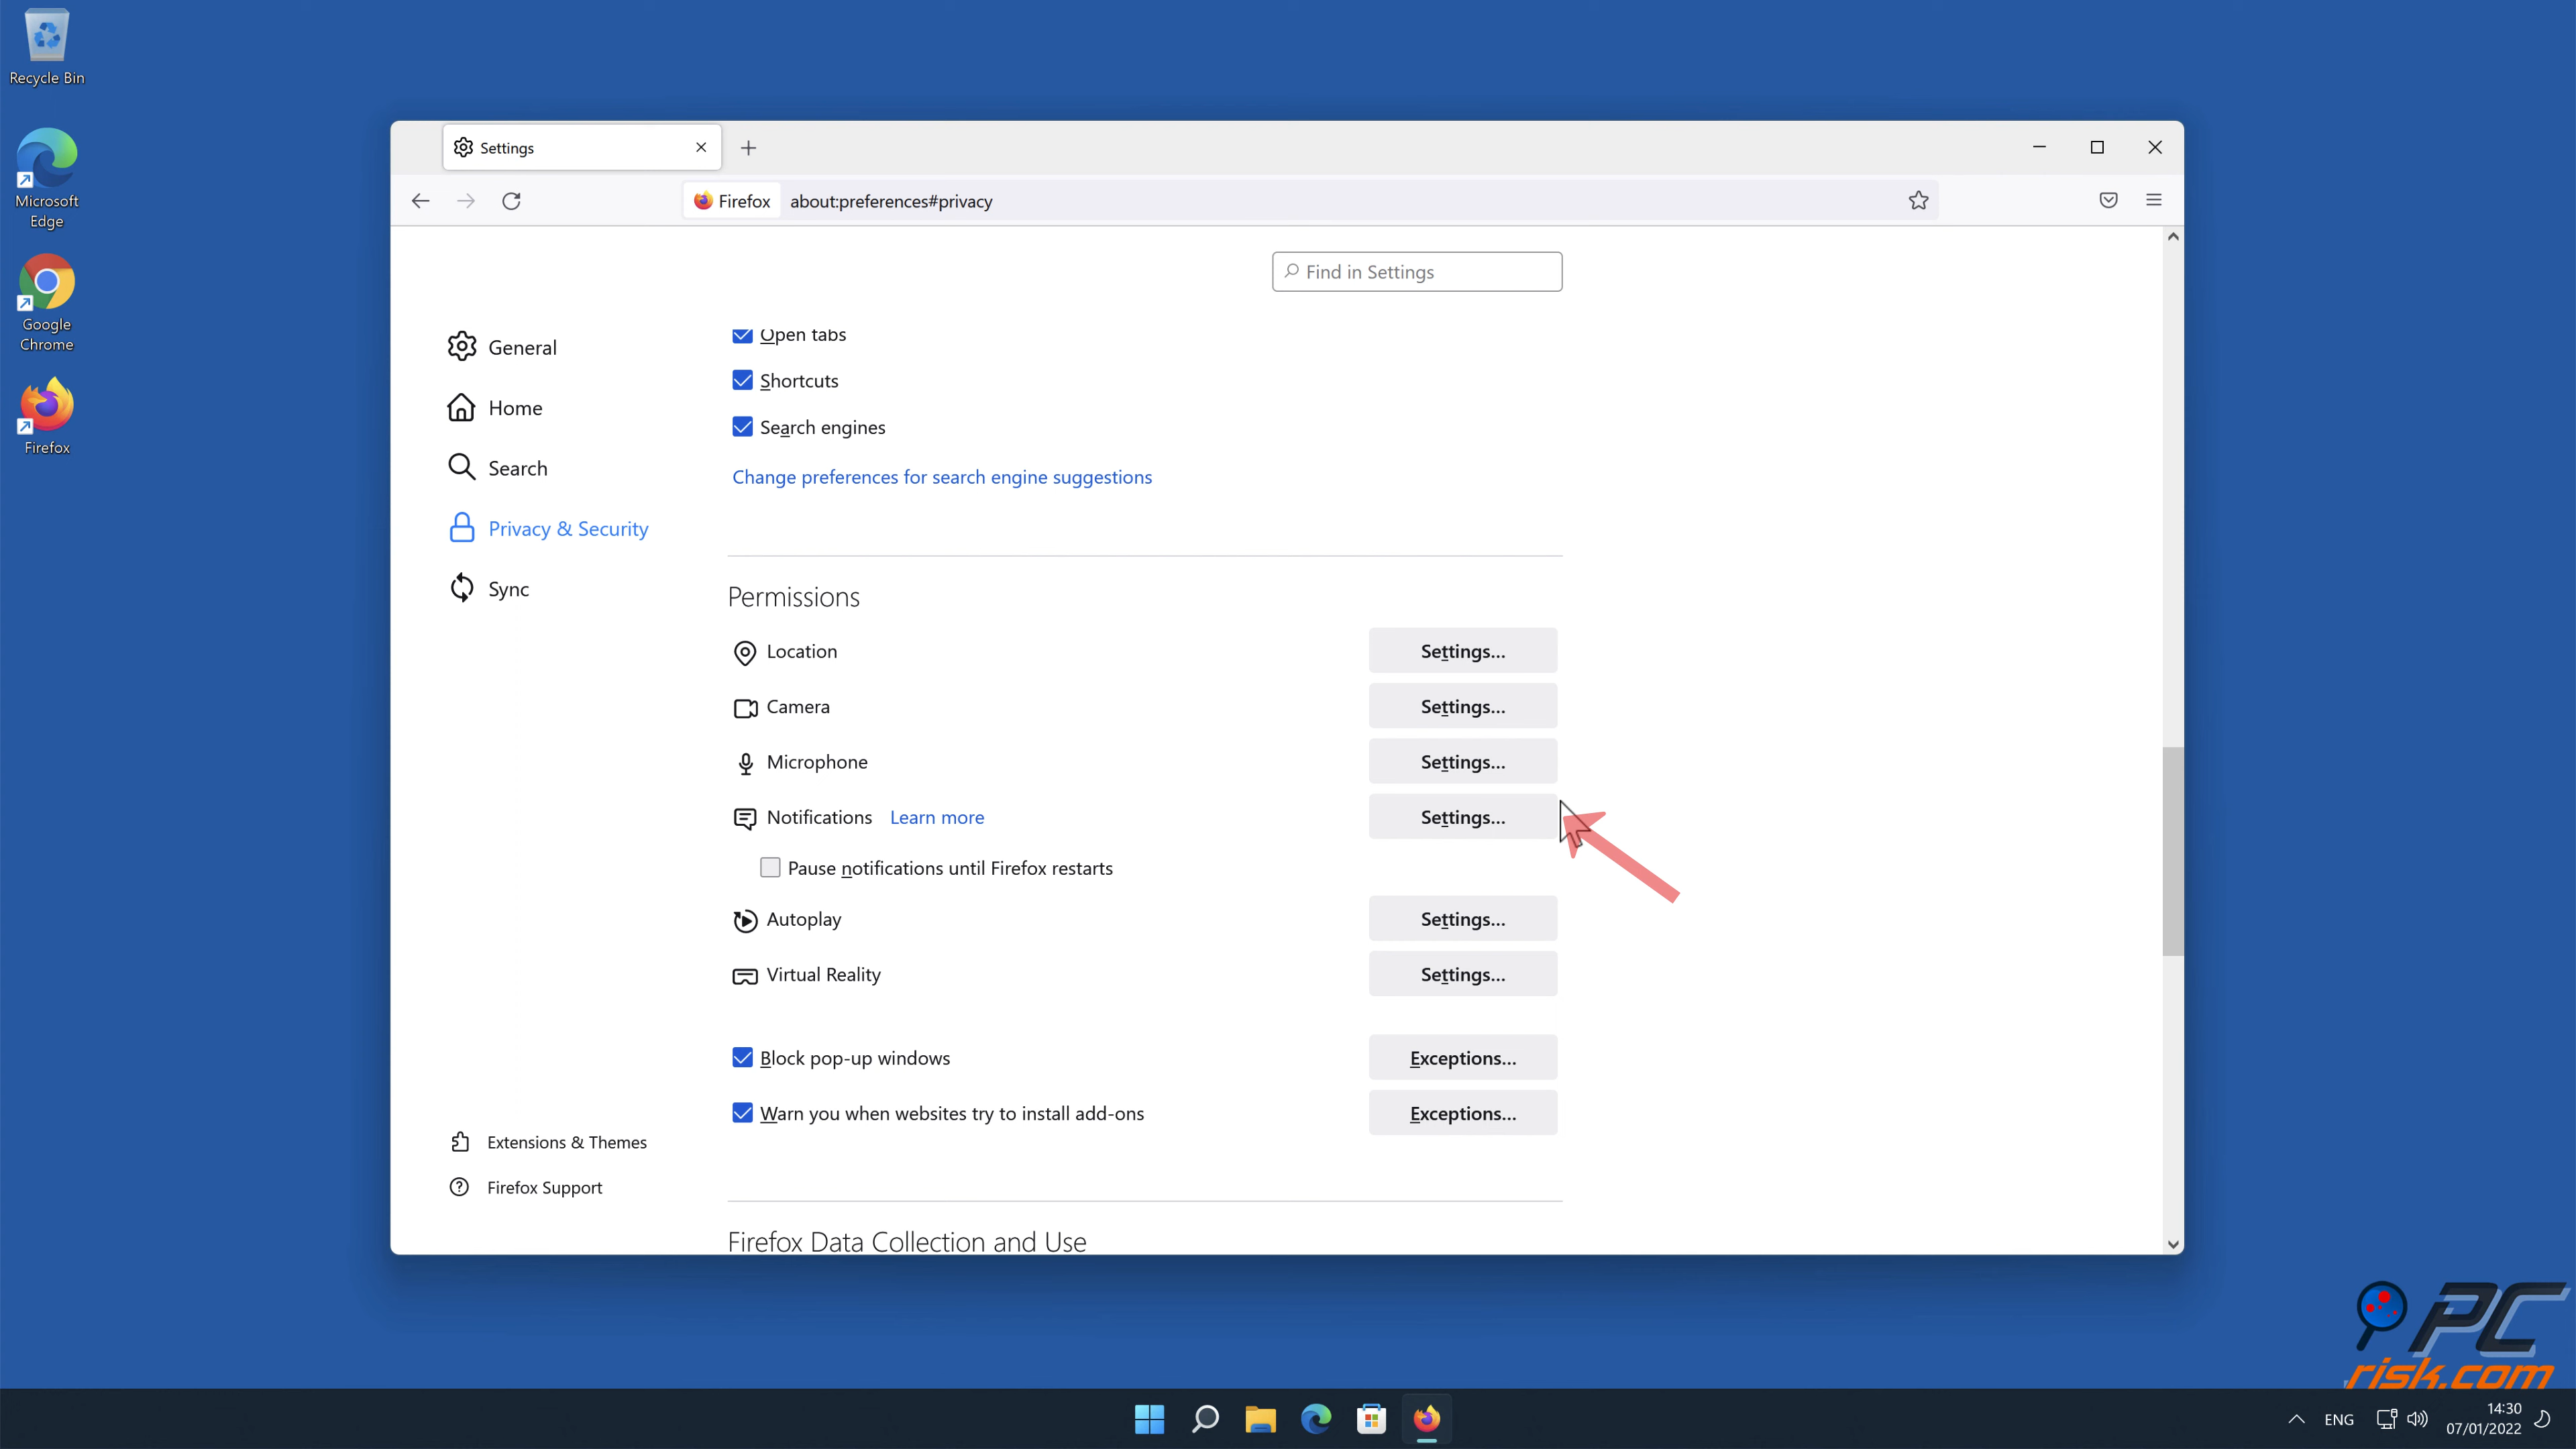 Recycle Bin
Microsoft
Edge
Google
Chrome
Firefox
Settings
Firefox about:preferences#privacy
Find in Settings
General
Home
Search
Privacy & Security
Sync
Extensions & Themes
Firefox Support
Open tabs
Shortcuts
Search engines
Change preferences for search engine suggestions
Permissions
Location Settings...
Camera Settings...
Microphone Settings...
Notifications Learn more Settings...
Pause notifications until Firefox restarts
Autoplay Settings...
Virtual Reality Settings...
Block pop-up windows Exceptions...
Warn you when websites try to install add-ons Exceptions...
Firefox Data Collection and Use
PC
risk.com
ENG
14:30
07/01/2022